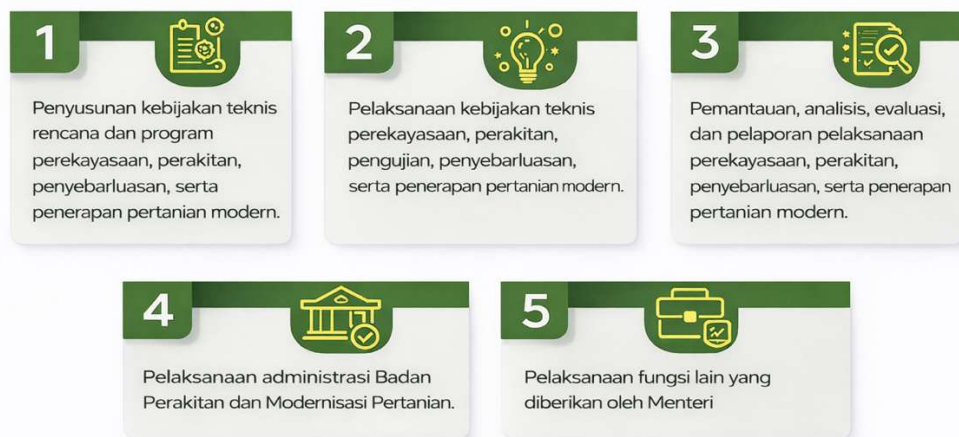 1
Penyusunan kebijakan teknis
rencana dan program
perekayasaan, perakitan,
penyebarluasan, serta
penerapan pertanian modern.
2
Pelaksanaan kebijakan teknis
perekayasaan, perakitan,
pengujian, penyebarluasan,
serta penerapan pertanian modern.
3
Pemantauan, analisis, evaluasi,
dan pelaporan pelaksanaan
perekayasaan, perakitan,
penyebarluasan, serta penerapan
pertanian modern.
4
Pelaksanaan administrasi Badan
Perakitan dan Modernisasi Pertanian.
5
Pelaksanaan fungsi lain yang
diberikan oleh Menteri